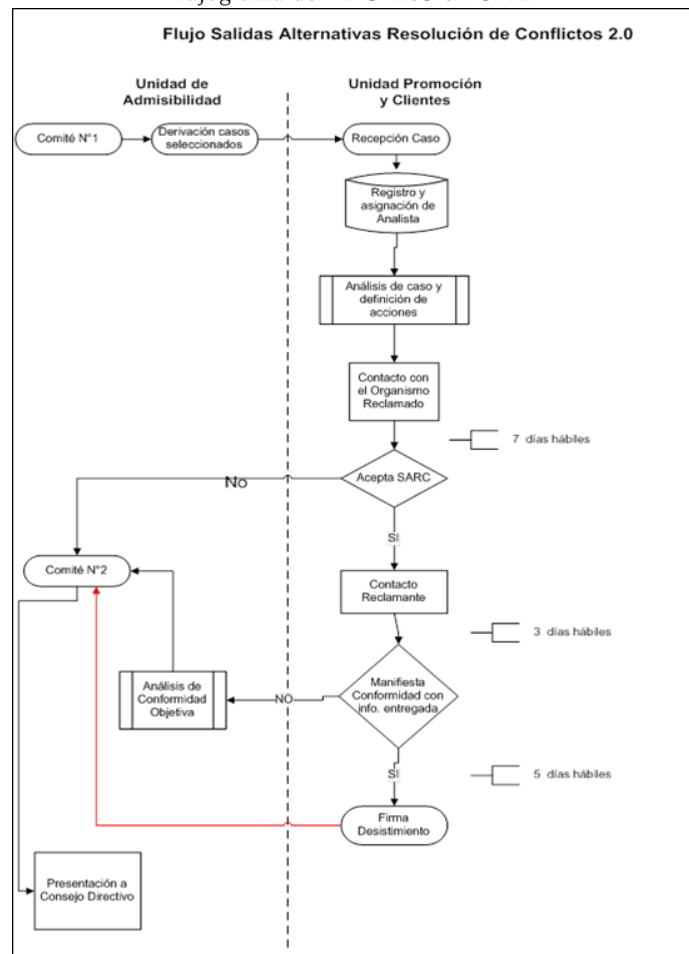 Flujo Salidas Alternativas Resolución de Conflictos 2.0
Unidad de
Admisibilidad
Unidad Promoción
y Clientes
Comité N°1
Derivación casos
seleccionados
Recepción Caso
Registro y
asignación de
Analista
Análisis de caso y
definición de
acciones
Contacto con
el Organismo
Reclamado
7 días hábiles
Acepta SARC
No
SI
Comité N°2
Contacto
Reclamante
3 días hábiles
Manifiesta
Conformidad con
info. entregada
NO
Análisis de
Conformidad
Objetiva
SI
5 días hábiles
Firma
Desistimiento
Presentación a
Consejo Directivo